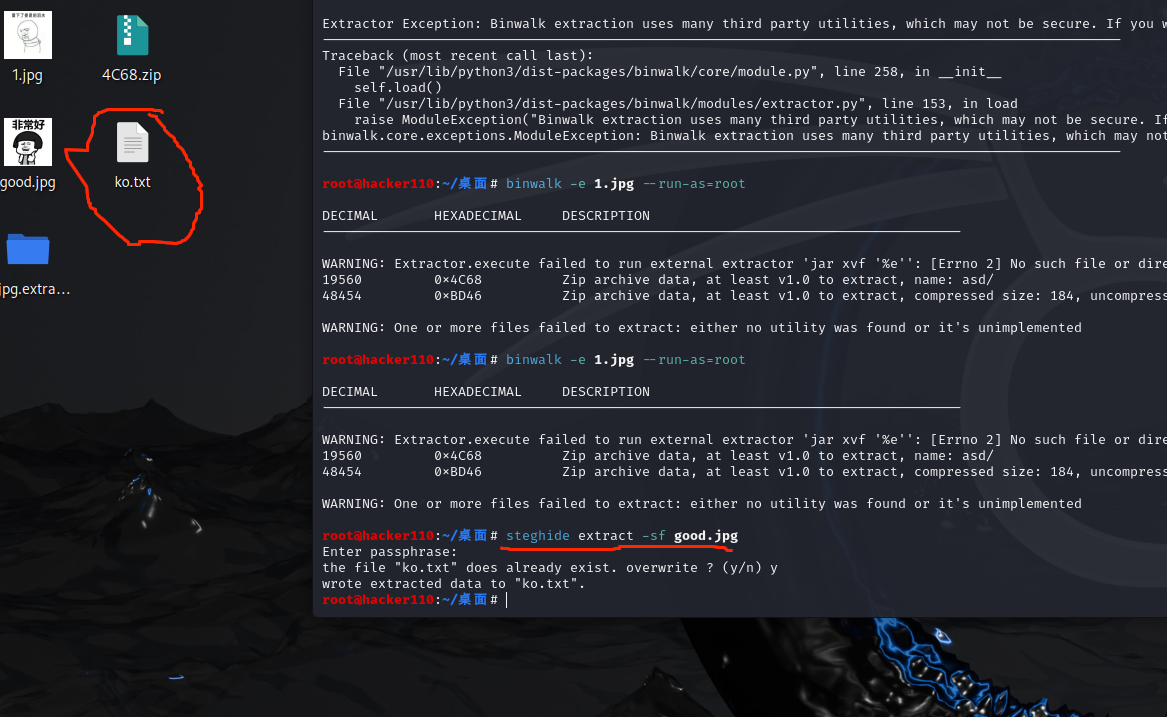 1.jpg
4C68.zip
非常好
good.jpg
ko.txt
jpg.extra...
Extractor Exception: Binwalk extraction uses many third party utilities, which may not be secure. If you w
Traceback (most recent call last):
File "/usr/lib/python3/dist-packages/binwalk/core/module.py", line 258, in __init__
self.load()
File "/usr/lib/python3/dist-packages/binwalk/modules/extractor.py", line 153, in load
raise ModuleException("Binwalk extraction uses many third party utilities, which may not be secure. If
binwalk.core.exceptions.ModuleException: Binwalk extraction uses many third party utilities, which may not
root@hacker110:~/桌面# binwalk -e 1.jpg --run-as=root
DECIMAL HEXADECIMAL DESCRIPTION
WARNING: Extractor.execute failed to run external extractor 'jar xvf '%e'': [Errno 2] No such file or dire
19560 0×4C68 Zip archive data, at least v1.0 to extract, name: asd/
48454 0×BD46 Zip archive data, at least v1.0 to extract, compressed size: 184, uncompress
WARNING: One or more files failed to extract: either no utility was found or it's unimplemented
root@hacker110:~/桌面# binwalk -e 1.jpg --run-as=root
DECIMAL HEXADECIMAL DESCRIPTION
WARNING: Extractor.execute failed to run external extractor 'jar xvf '%e'': [Errno 2] No such file or dire
19560 0×4C68 Zip archive data, at least v1.0 to extract, name: asd/
48454 0×BD46 Zip archive data, at least v1.0 to extract, compressed size: 184, uncompress
WARNING: One or more files failed to extract: either no utility was found or it's unimplemented
root@hacker110:~/桌面# steghide extract -sf good.jpg
Enter passphrase:
the file "ko.txt" does already exist. overwrite ? (y/n) y
wrote extracted data to "ko.txt".
root@hacker110:~/桌面#